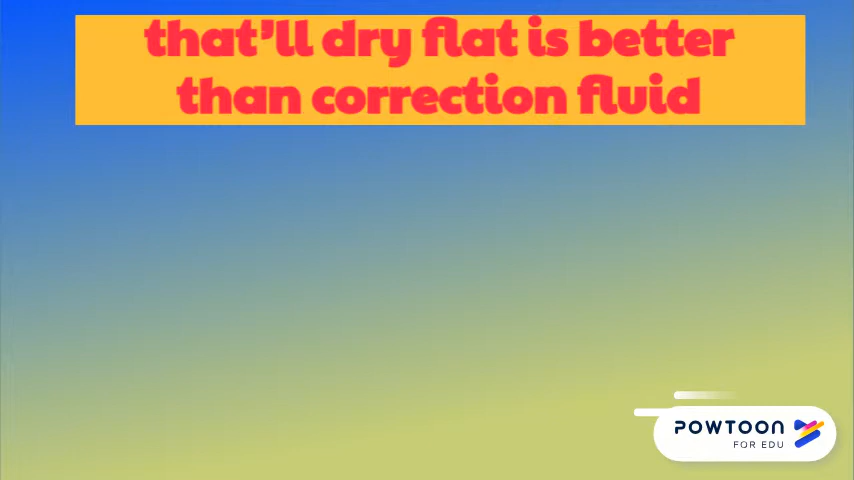 that’ll dry flat is better
than correction fluid
POWTOON
FOR EDU